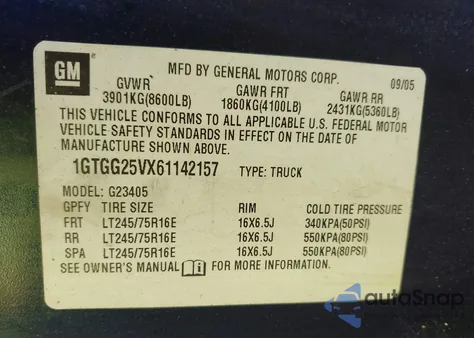 GM MFD BY GENERAL MOTORS CORP. 09/05
GVWR GAWR FRT GAWR RR
3901KG(8600LB) 1860KG(4100LB) 2431KG(5360LB)
THIS VEHICLE CONFORMS TO ALL APPLICABLE U.S. FEDERAL MOTOR
VEHICLE SAFETY STANDARDS IN EFFECT ON THE DATE OF
MANUFACTURE SHOWN ABOVE.
1GTGG25VX61142157 TYPE: TRUCK
MODEL: G23405
GPFY TIRE SIZE RIM COLD TIRE PRESSURE
FRT LT245/75R16E 16X6.5J 340KPA(50PSI)
RR LT245/75R16E 16X6.5J 550KPA(80PSI)
SPA LT245/75R16E 16X6.5J 550KPA(80PSI)
SEE OWNER'S MANUAL i FOR MORE INFORMATION.
autoSnap